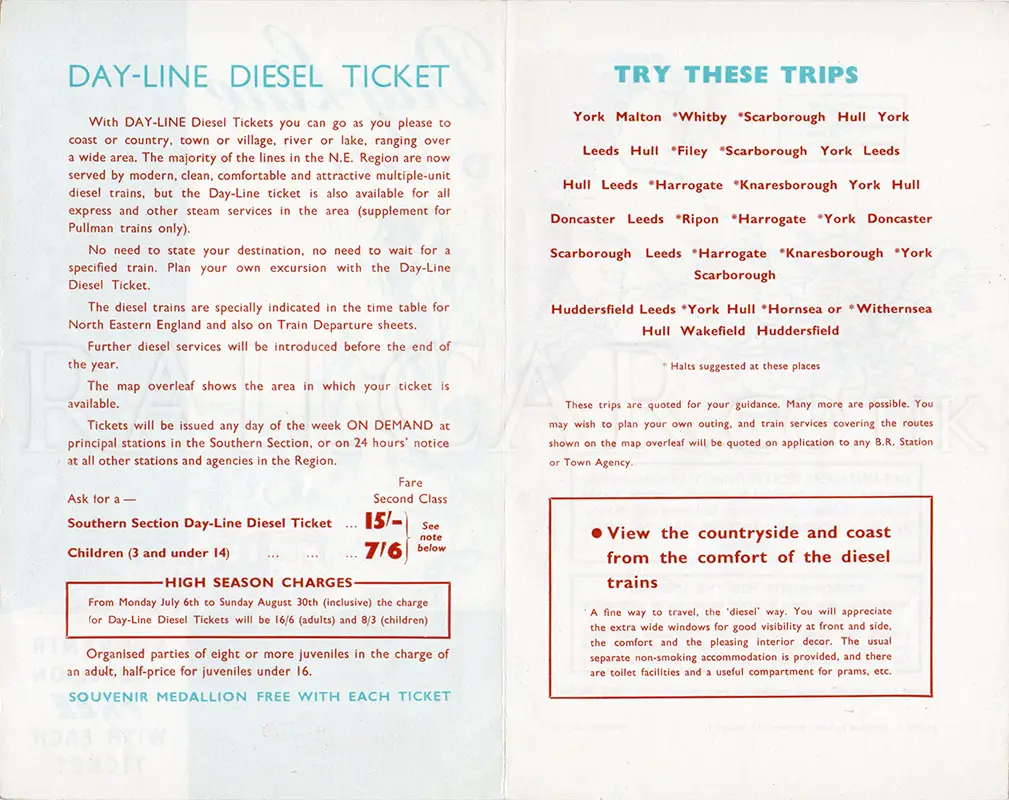 DAY-LINE DIESEL TICKET
With DAY-LINE Diesel Tickets you can go as you please to
coast or country, town or village, river or lake, ranging over
a wide area. The majority of the lines in the N.E. Region are now
served by modern, clean, comfortable and attractive multiple-unit
diesel trains, but the Day-Line ticket is also available for all
express and other steam services in the area (supplement for
Pullman trains only).
No need to state your destination, no need to wait for a
specified train. Plan your own excursion with the Day-Line
Diesel Ticket.
The diesel trains are specially indicated in the time table for
North Eastern England and also on Train Departure sheets.
Further diesel services will be introduced before the end of
the year.
The map overleaf shows the area in which your ticket is
available.
Tickets will be issued any day of the week ON DEMAND at
principal stations in the Southern Section, or on 24 hours' notice
at all other stations and agencies in the Region.
Fare
Ask for a — Second Class
Southern Section Day-Line Diesel Ticket ... 15/- See
note
Children (3 and under 14) ... ... ... 7/6 below
HIGH SEASON CHARGES
From Monday July 6th to Sunday August 30th (inclusive) the charge
for Day-Line Diesel Tickets will be 16/6 (adults) and 8/3 (children)
Organised parties of eight or more juveniles in the charge of
an adult, half-price for juveniles under 16.
SOUVENIR MEDALLION FREE WITH EACH TICKET
TRY THESE TRIPS
York Malton *Whitby *Scarborough Hull York
Leeds Hull *Filey *Scarborough York Leeds
Hull Leeds *Harrogate *Knaresborough York Hull
Doncaster Leeds *Ripon *Harrogate *York Doncaster
Scarborough Leeds *Harrogate *Knaresborough *York
Scarborough
Huddersfield Leeds *York Hull *Hornsea or *Withernsea
Hull Wakefield Huddersfield
* Halts suggested at these places
These trips are quoted for your guidance. Many more are possible. You
may wish to plan your own outing, and train services covering the routes
shown on the map overleaf will be quoted on application to any B.R. Station
or Town Agency.
● View the countryside and coast
from the comfort of the diesel
trains
A fine way to travel, the 'diesel' way. You will appreciate
the extra wide windows for good visibility at front and side,
the comfort and the pleasing interior decor. The usual
separate non-smoking accommodation is provided, and there
are toilet facilities and a useful compartment for prams, etc.